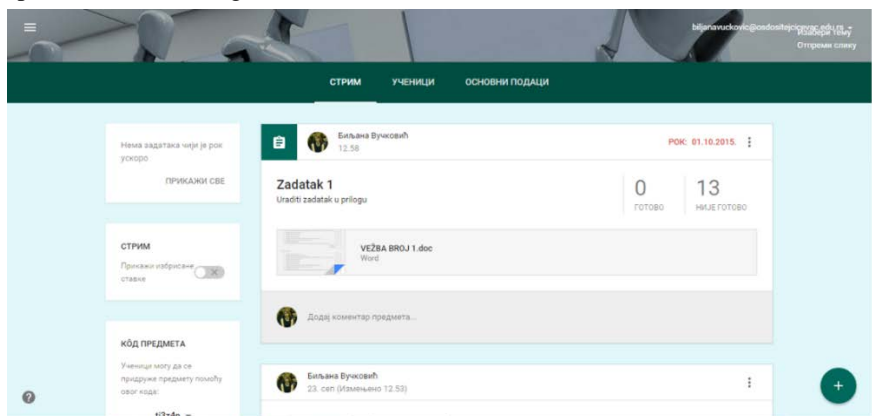 Изабери тему
Отпреми слику
СТРИМ УЧЕНИЦИ ОСНОВНИ ПОДАЦИ
Нема задатака чији је рок
ускоро
ПРИКАЖИ СВЕ
СТРИМ
Прикажи избрисане
ставке
КÔД ПРЕДМЕТА
Ученици могу да се
придруже предмету помоћу
овог кода:
Биљана Вучковић
12.58
РОК: 01.10.2015.
Zadatak 1
Uraditi zadatak u prilogu
0
ГОТОВО
13
НИЈЕ ГОТОВО
VEŽBA BROJ 1.doc
Word
Додај коментар предмета...
Биљана Вучковић
23. сеп (Измењено 12.53)